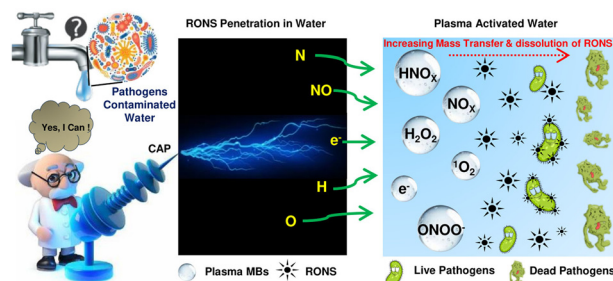 RONS Penetration in Water
Plasma Activated Water
?
Pathogens
Contaminated
Water
Yes, I Can !
CAP
N
NO
e-
H
O
Increasing Mass Transfer & dissolution of RONS
HNOX
NOX
H2O2
1O2
e-
ONOO-
Plasma MBs
RONS
Live Pathogens
Dead Pathogens